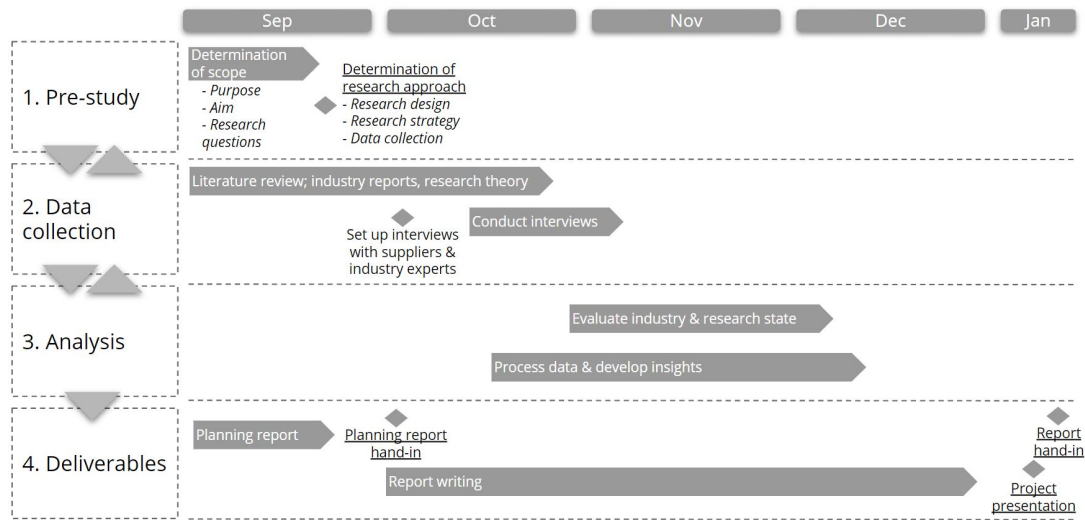 Sep
Oct
Nov
Dec
Jan
1. Pre-study
Determination
of scope
- Purpose
- Aim
- Research
questions
Determination of
research approach
- Research design
- Research strategy
- Data collection
2. Data
collection
Literature review; industry reports, research theory
Conduct interviews
Set up interviews
with suppliers &
industry experts
3. Analysis
Evaluate industry & research state
Process data & develop insights
4. Deliverables
Planning report
Planning report
hand-in
Report writing
Report
hand-in
Project
presentation